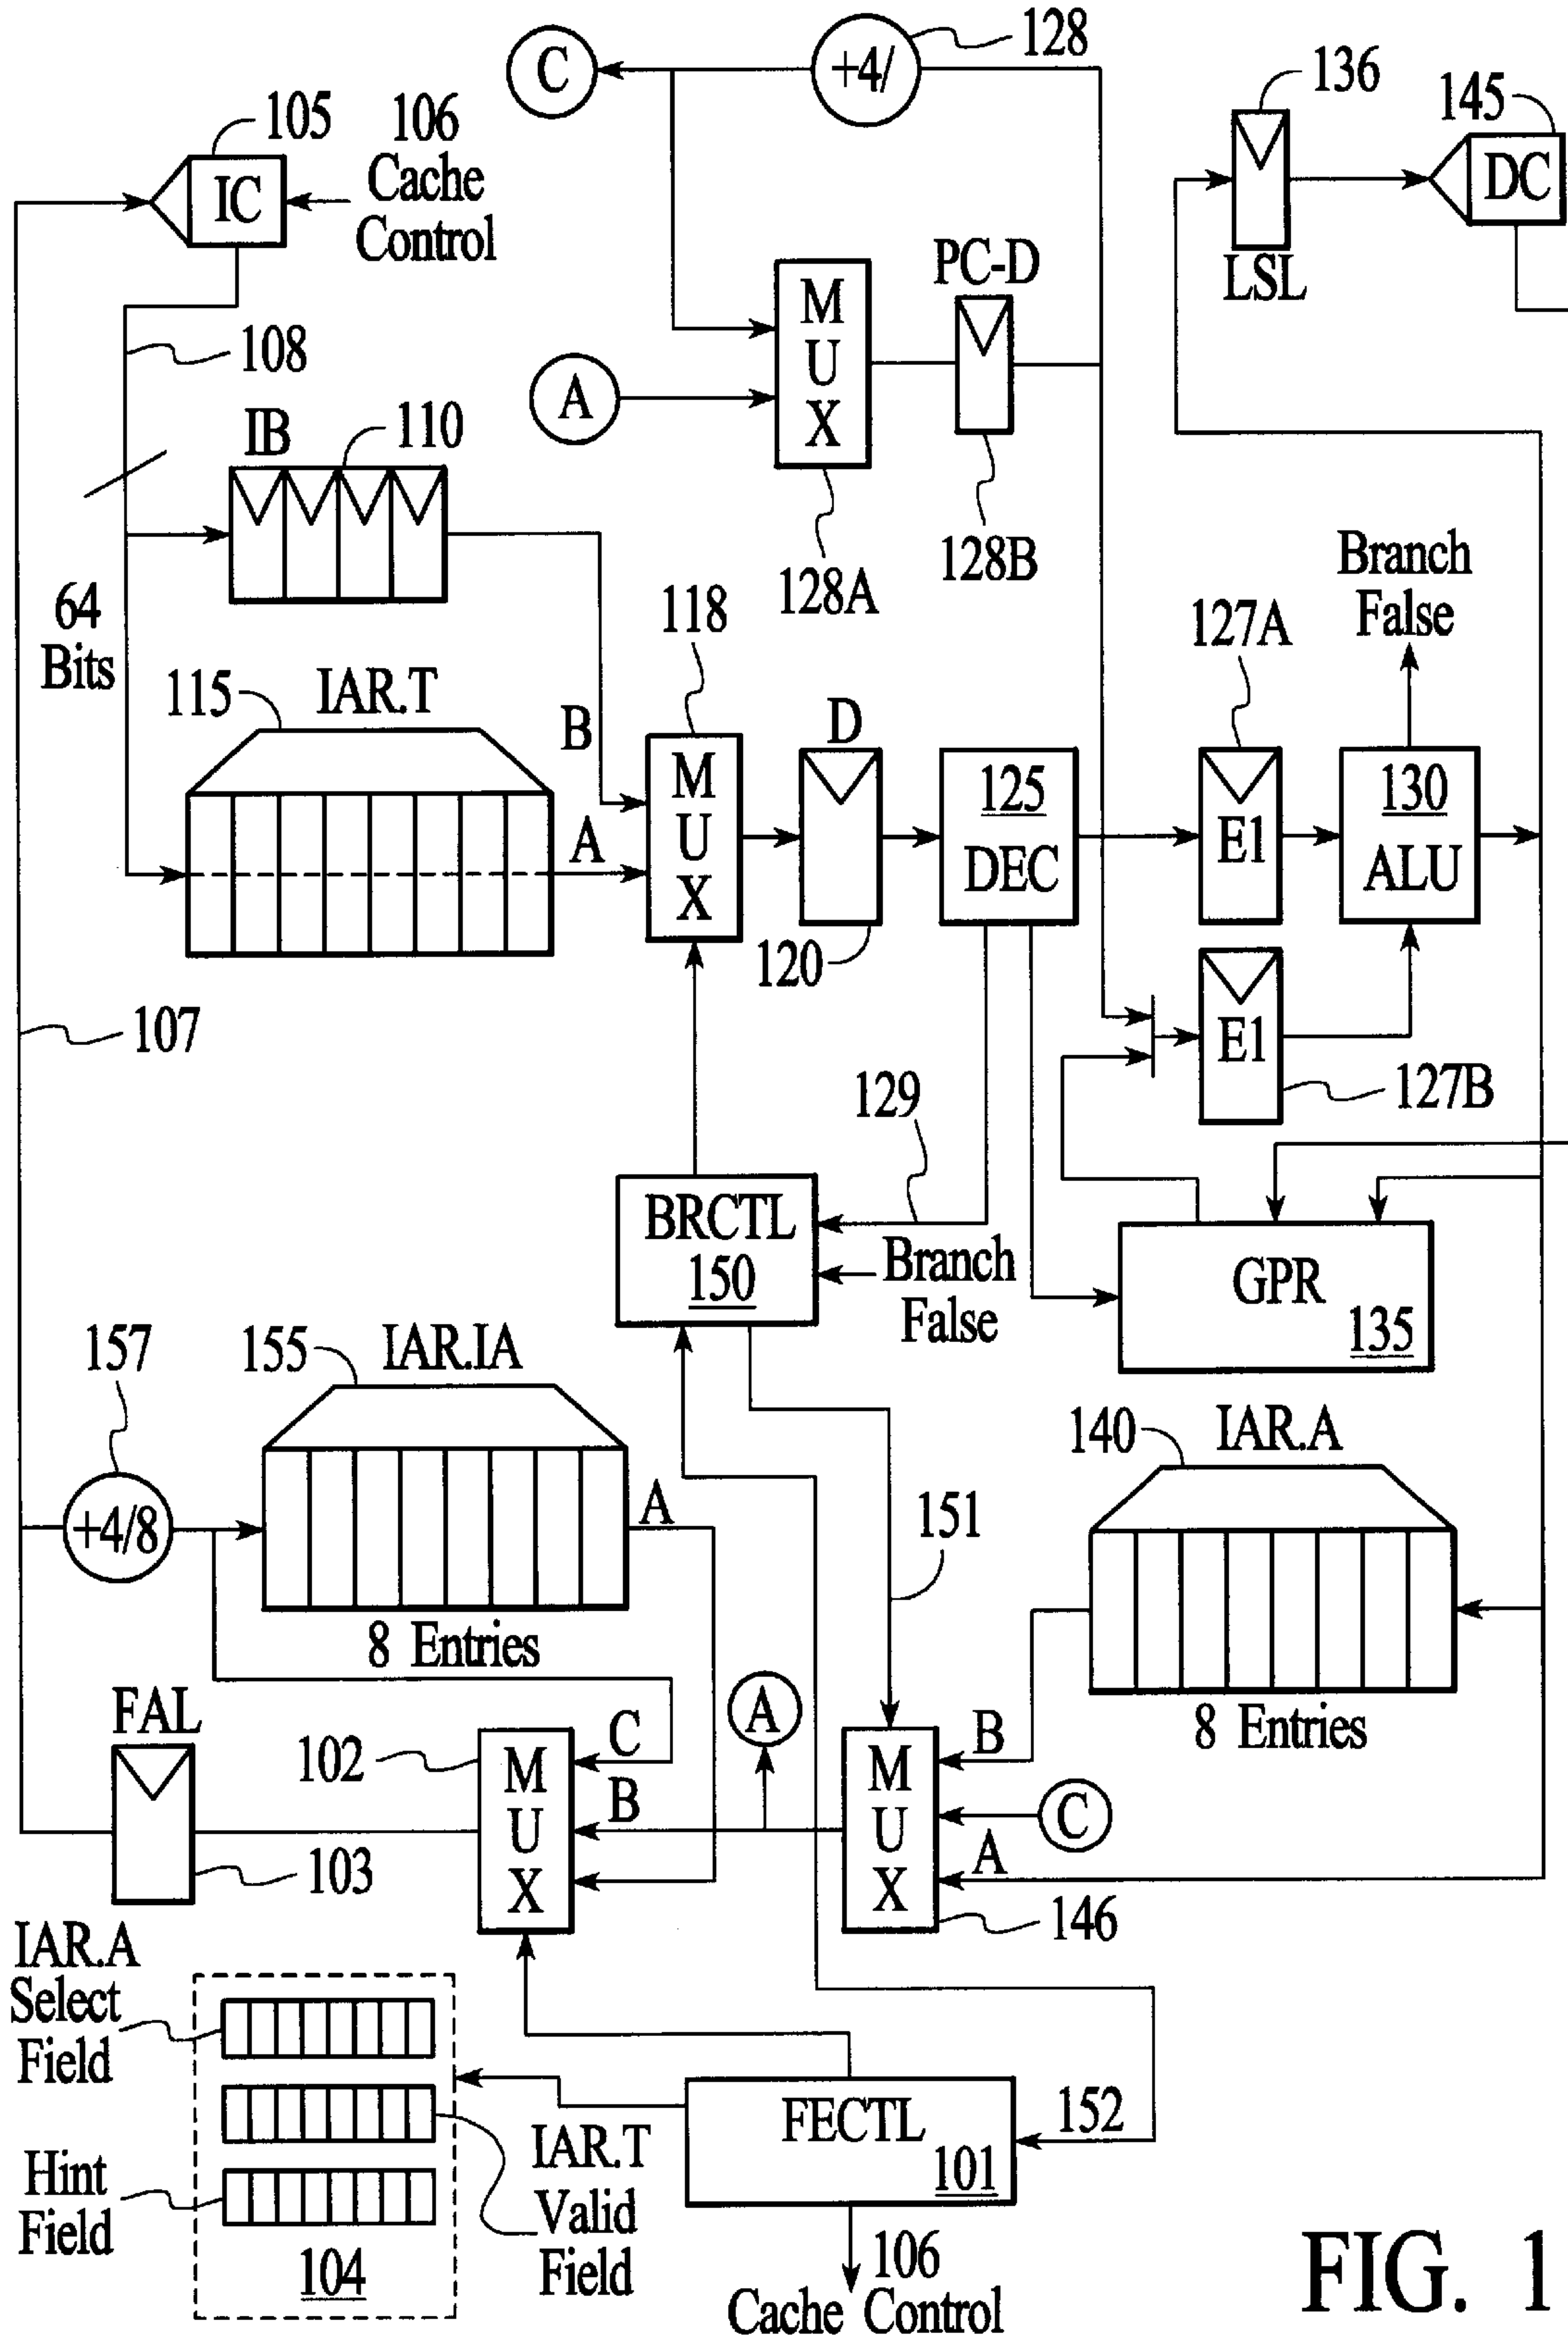 C
+4/
128
136
145
105
106
Cache
Control
IC
DC
LSL
PC-D
M
U
X
108
A
IB
110
128A
128B
Branch
False
64
Bits
118
127A
115
IAR.T
B
A
D
M
U
X
125
DEC
E1
130
ALU
120
107
E1
127B
129
BRCTL
150
Branch
False
GPR
135
157
155
IAR.IA
140
IAR.A
+4/8
A
151
8 Entries
A
8 Entries
FAL
102
M
U
X
C
B
M
U
X
B
C
A
103
146
IAR.A
Select
Field
Hint
Field
104
IAR.T
Valid
Field
FECTL
101
152
106
Cache Control
FIG. 1